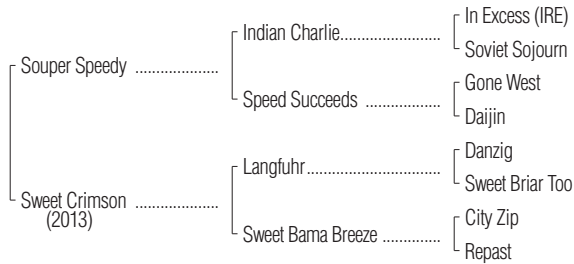 In Excess (IRE)
Indian Charlie
Soviet Sojourn
Souper Speedy
Gone West
Speed Succeeds
Daijin
Danzig
Langfuhr
Sweet Briar Too
Sweet Crimson
(2013)
City Zip
Sweet Bama Breeze
Repast